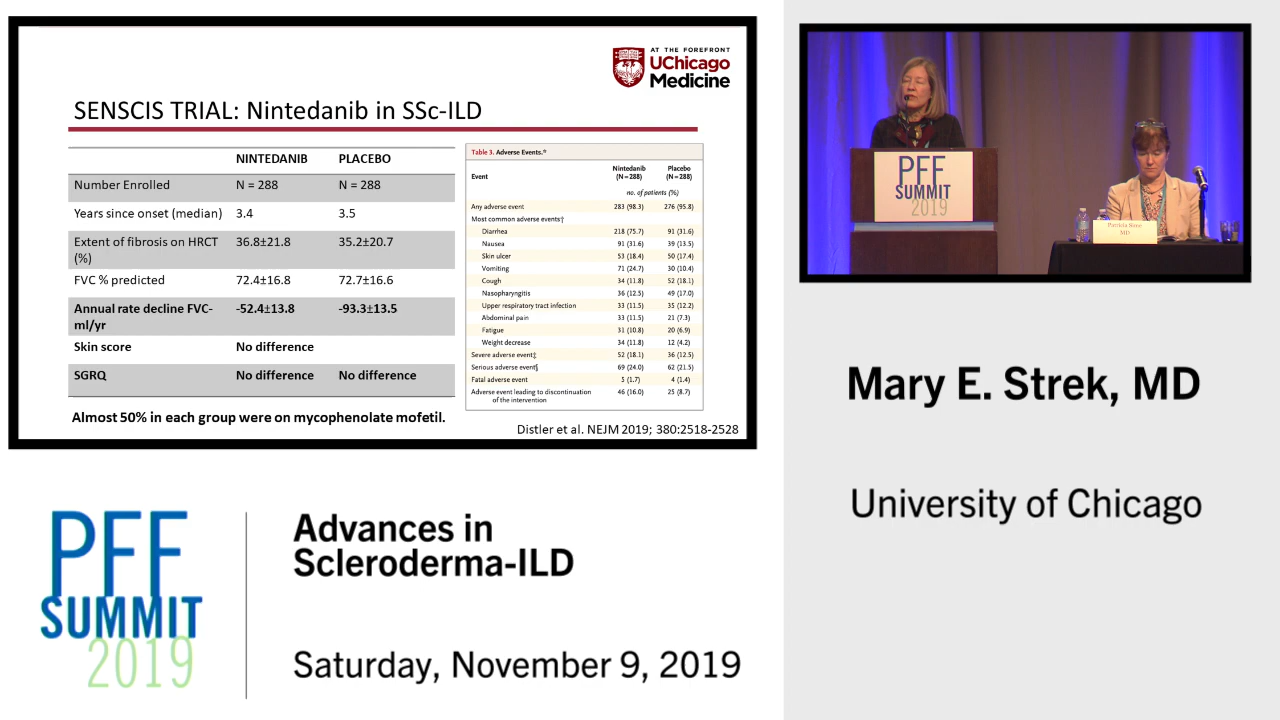 AT THE FOREFRONT
UChicago
Medicine
SENSCIS TRIAL: Nintedanib in SSc-ILD
NINTEDANIB PLACEBO
Number Enrolled N = 288 N = 288
Years since onset (median) 3.4 3.5
Extent of fibrosis on HRCT 36.8±21.8 35.2±20.7
(%)
FVC % predicted 72.4±16.8 72.7±16.6
Annual rate decline FVC- -52.4±13.8 -93.3±13.5
ml/yr
Skin score No difference
SGRQ No difference No difference
Almost 50% in each group were on mycophenolate mofetil.
Table 3. Adverse Events.*
Event Nintedanib (N=288) Placebo (N=288)
no. of patients (%)
Any adverse event 283 (98.3) 276 (95.8)
Most common adverse events†
Diarrhea 218 (75.7) 91 (31.6)
Nausea 91 (31.6) 39 (13.5)
Skin ulcer 53 (18.4) 50 (17.4)
Vomiting 71 (24.7) 30 (10.4)
Cough 34 (11.8) 52 (18.1)
Nasopharyngitis 36 (12.5) 49 (17.0)
Upper respiratory tract infection 33 (11.5) 35 (12.2)
Abdominal pain 33 (11.5) 21 (7.3)
Fatigue 31 (10.8) 20 (6.9)
Weight decrease 34 (11.8) 12 (4.2)
Severe adverse event‡ 52 (18.1) 36 (12.5)
Serious adverse event§ 69 (24.0) 62 (21.5)
Fatal adverse event 5 (1.7) 4 (1.4)
Adverse event leading to discontinuation 46 (16.0) 25 (8.7)
of the intervention
Distler et al. NEJM 2019; 380:2518-2528
PFF
SUMMIT
2019
MD
Mary E. Strek, MD
University of Chicago
PFF
SUMMIT
2019
Advances in
Scleroderma-ILD
Saturday, November 9, 2019